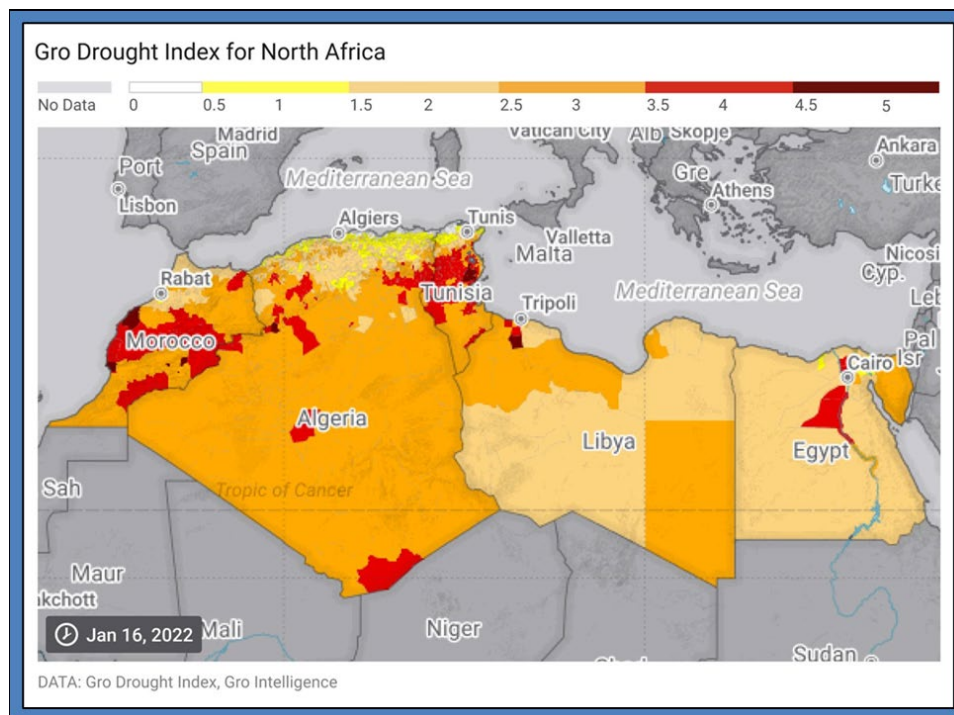 Gro Drought Index for North Africa
No Data 0 0.5 1 1.5 2 2.5 3 3.5 4 4.5 5
Madrid
Spain
Vatican City
Alb Skopje
Ankara
Port
Mediterranean Sea
Gre
Athens
Turke
Lisbon
Algiers
Tunis
Valletta
Malta
Nicosi
Cyp.
Rabat
Tunisia
Mediterranean Sea
Leb
Tripoli
Morocco
Pal
Cairo Isr
Algeria
Libya
Egypt
Sah
Tropic of Cancer
Maur
akchott
Jan 16, 2022
Mali
Niger
Sudan
DATA: Gro Drought Index, Gro Intelligence